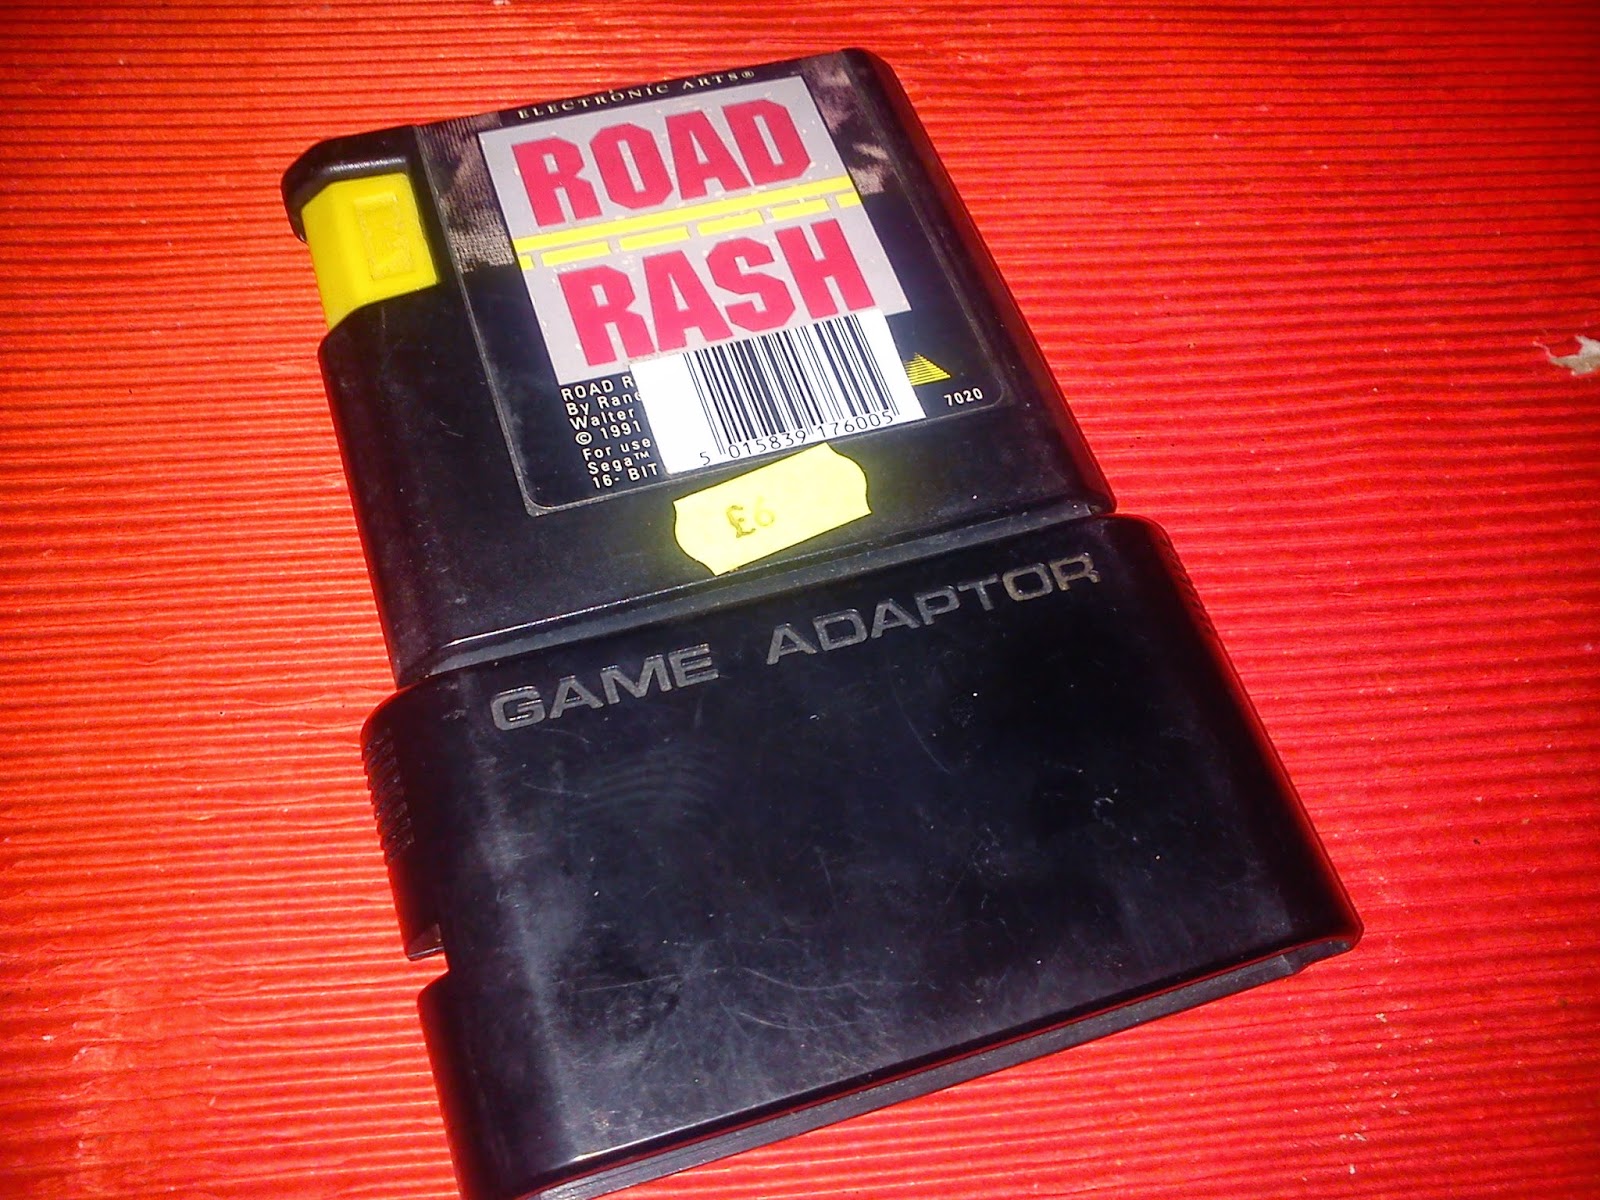 ELECTRONIC ARTS®
ROAD
RASH
ROAD R
By Rane
Walter
© 1991
For use
Sega™
16- BIT
5 015839 176005
7020
£6
GAME ADAPTOR